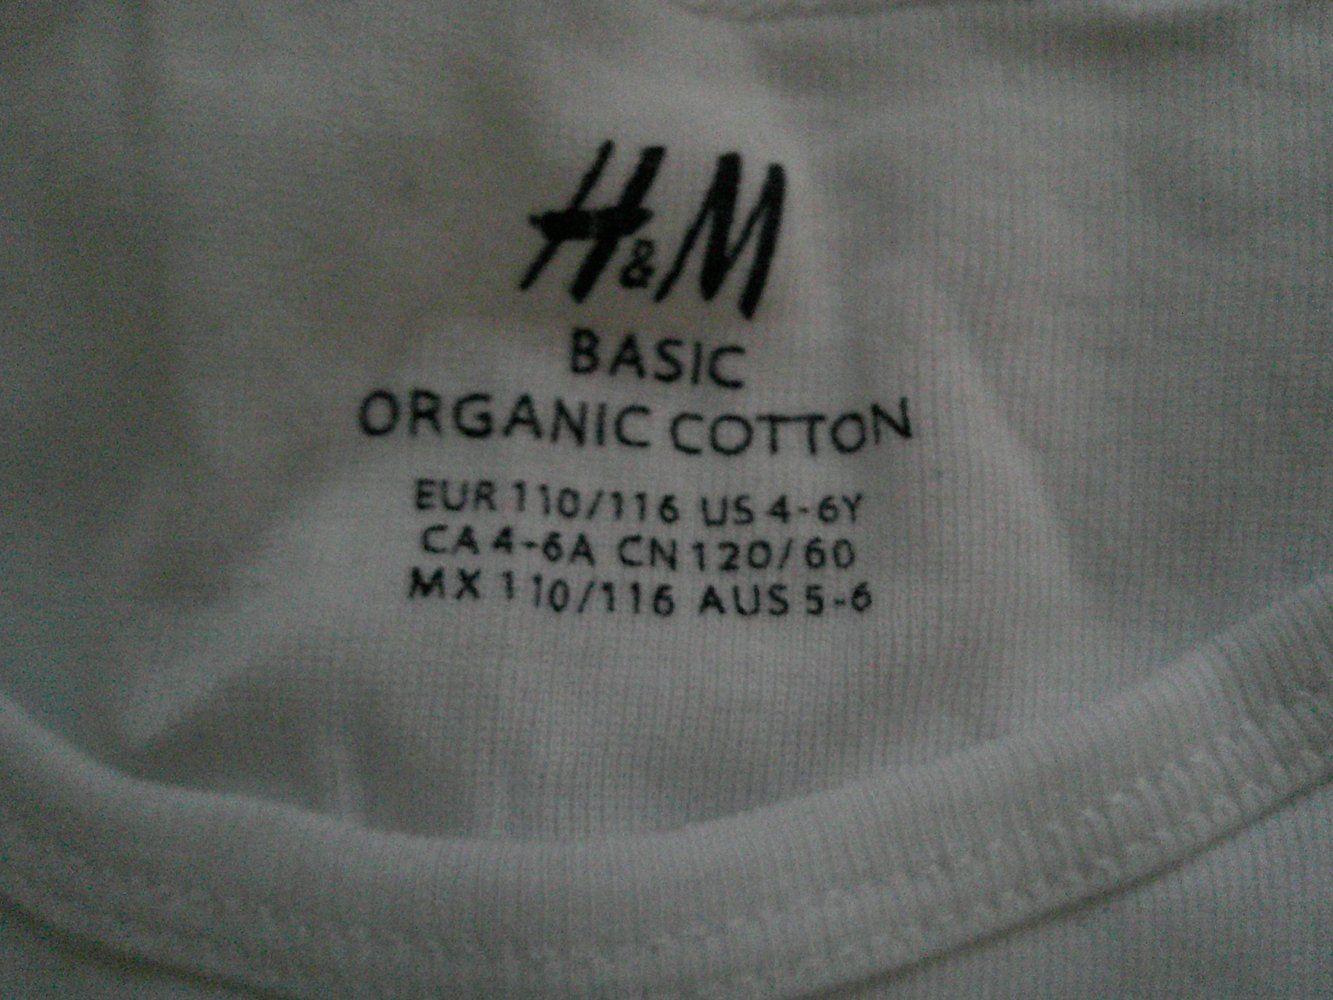 H&M
BASIC
ORGANIC COTTON
EUR 110/116 US 4-6Y
CA 4-6A CN 120/60
MX 110/116 AUS 5-6